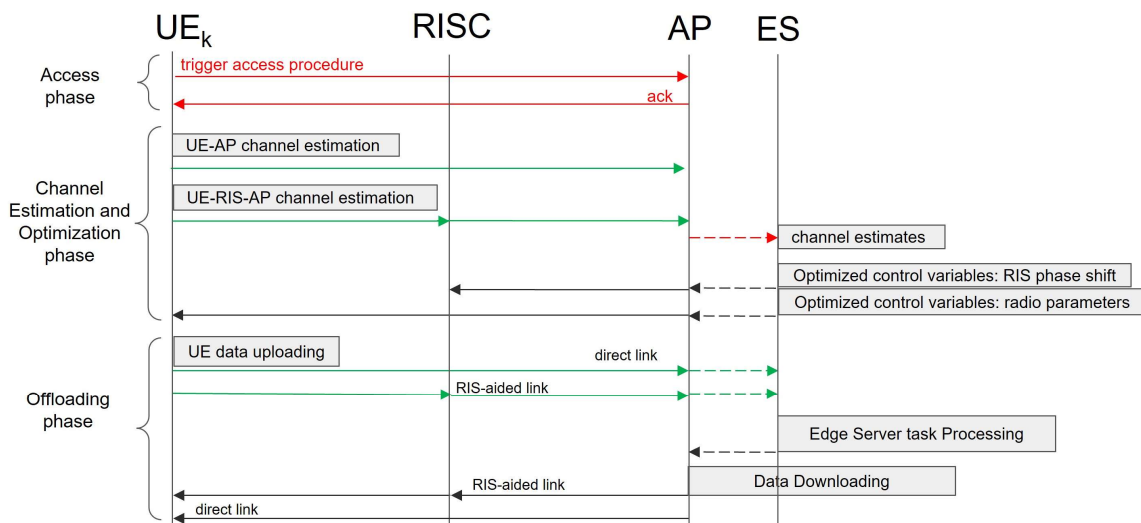 UEk RISC AP ES
Access
phase
trigger access procedure
ack
Channel
Estimation and
Optimization
phase
UE-AP channel estimation
UE-RIS-AP channel estimation
channel estimates
Optimized control variables: RIS phase shift
Optimized control variables: radio parameters
Offloading
phase
UE data uploading
direct link
RIS-aided link
Edge Server task Processing
Data Downloading
RIS-aided link
direct link